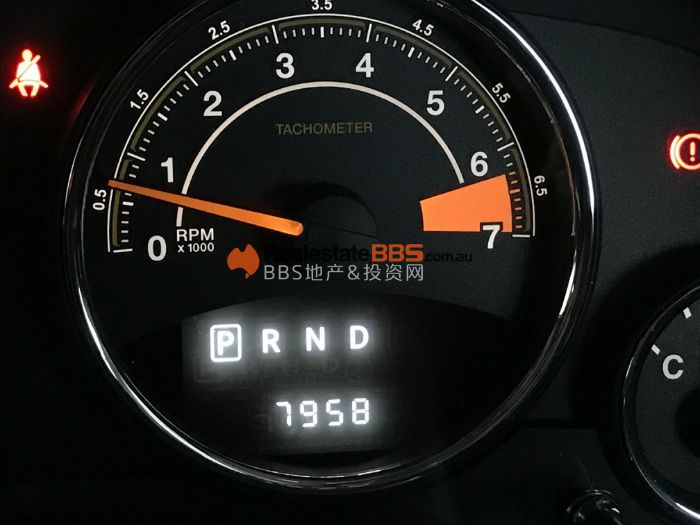 3.5
2.5
4.5
3
4
1.5
5.5
2
5
TACHOMETER
1
6
0.5
6.5
0
RPM
x 1000
7
RealestateBBS.com.au
BBS地产&投资网
P R N D
7958
C